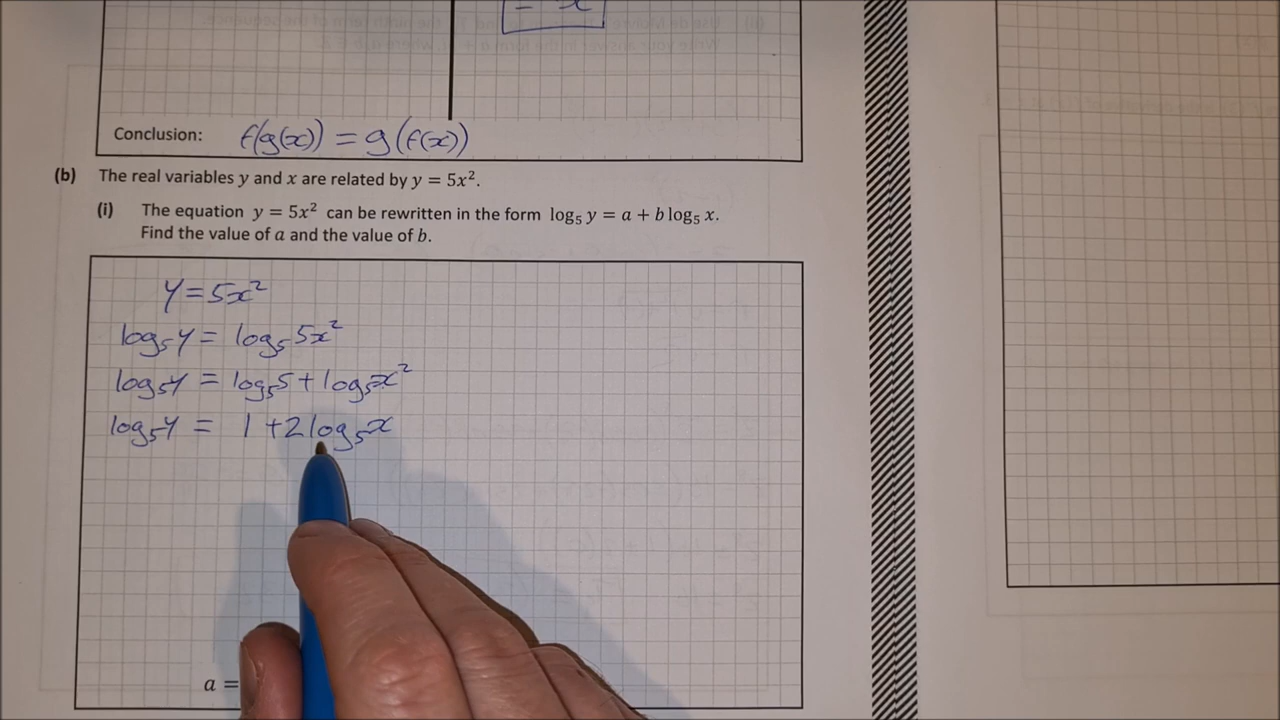 = x
Conclusion: f(g(x)) = g(f(x))
(b) The real variables y and x are related by y = 5x².
(i) The equation y = 5x² can be rewritten in the form log₅ y = a + b log₅ x.
Find the value of a and the value of b.
y = 5x²
log₅y = log₅5x²
log₅y = log₅5 + log₅x²
log₅y = 1 + 2log₅x
a =